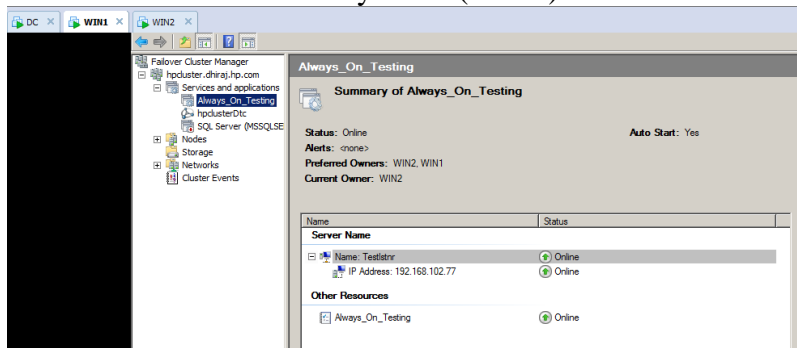 DC × WIN1 × WIN2 ×
Failover Cluster Manager
hpcluster.dhiraj.hp.com
Services and applications
Always_On_Testing
hpclusterDtc
SQL Server (MSSQLSE
Nodes
Storage
Networks
Cluster Events
Always_On_Testing
Summary of Always_On_Testing
Status: Online Auto Start: Yes
Alerts: <none>
Preferred Owners: WIN2, WIN1
Current Owner: WIN2
Name Status
Server Name
Name: Testlstnr Online
IP Address: 192.168.102.77 Online
Other Resources
Always_On_Testing Online